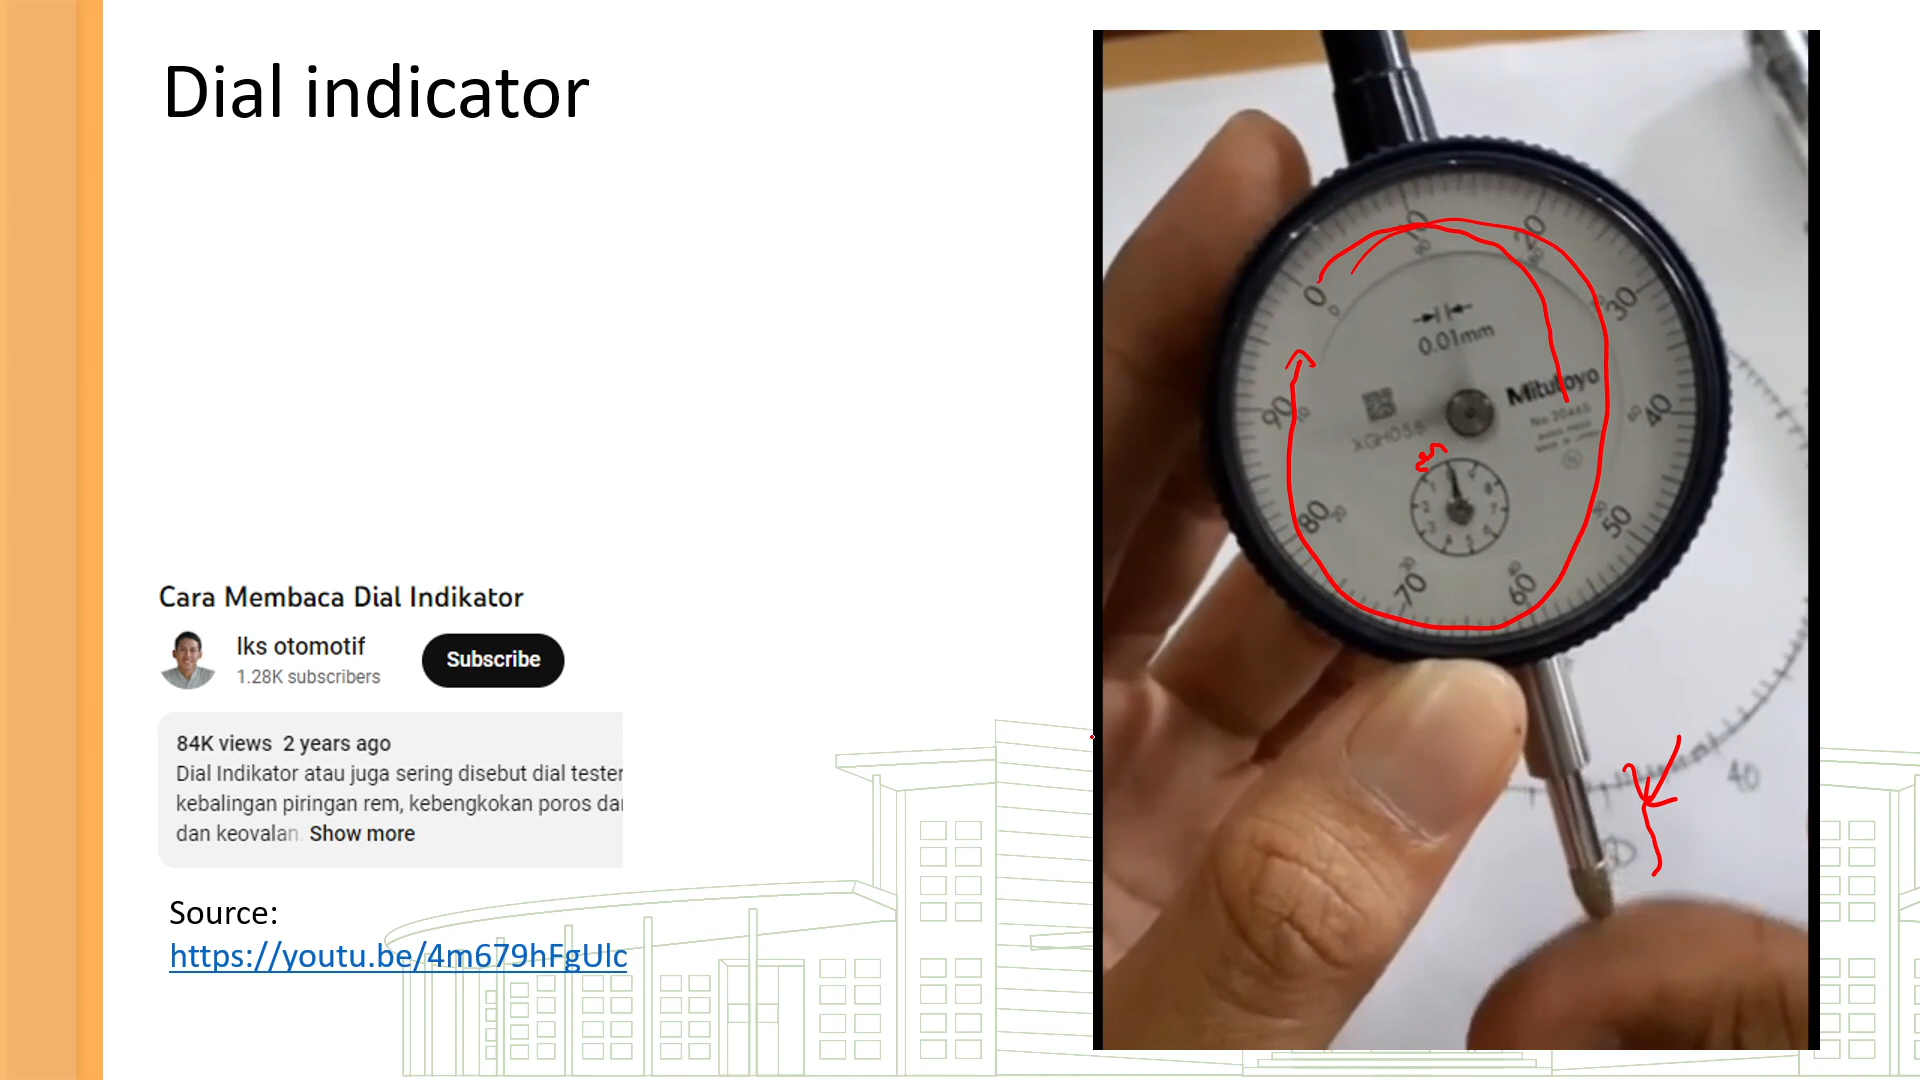 Dial indicator
Cara Membaca Dial Indikator
Iks otomotif
1.28K subscribers
Subscribe
84K views 2 years ago
Dial Indikator atau juga sering disebut dial tester
kebalingan piringan rem, kebengkokan poros dan
dan keovalan. Show more
Source:
https://youtu.be/4m679hFgUlc
0
10
20
30
40
50
60
70
80
90
0.01mm
Mitutoyo
40